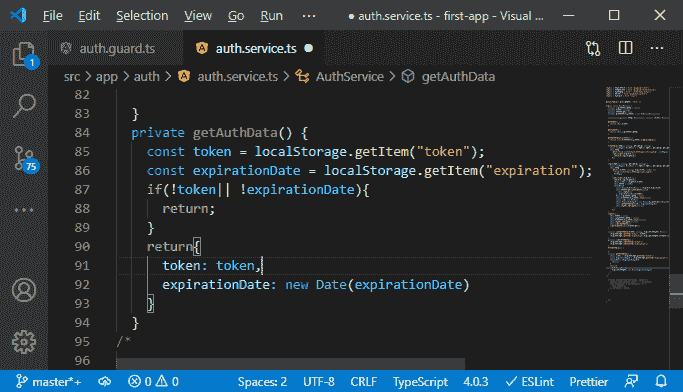 File Edit Selection View Go Run ··· ● auth.service.ts - first-app - Visual ...
auth.guard.ts auth.service.ts ●
src > app > auth > auth.service.ts > AuthService > getAuthData
82
83 }
84 private getAuthData() {
85 const token = localStorage.getItem("token");
86 const expirationDate = localStorage.getItem("expiration");
87 if(!token|| !expirationDate){
88 return;
89 }
90 return{
91 token: token,
92 expirationDate: new Date(expirationDate)
93 }
94 }
95 /*
96
1
75
master*+ 0 0 Spaces: 2 UTF-8 CRLF TypeScript 4.0.3 ✓ ESLint Prettier